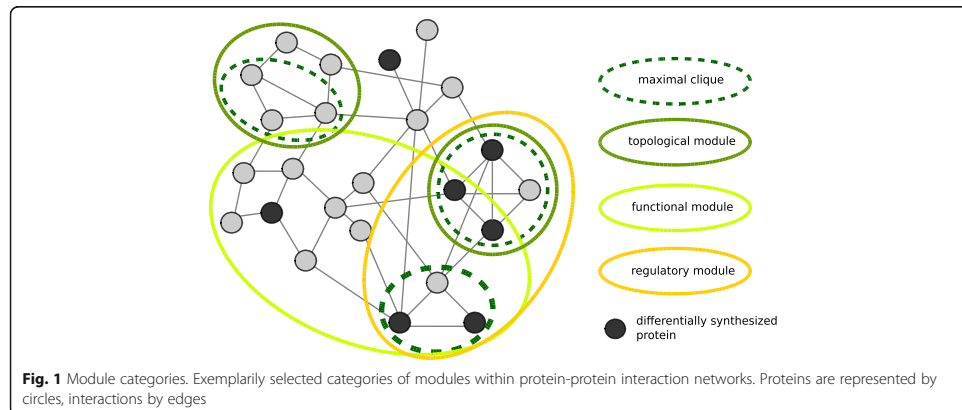 maximal clique
topological module
functional module
regulatory module
differentially synthesized
protein
Fig. 1 Module categories. Exemplarily selected categories of modules within protein-protein interaction networks. Proteins are represented by
circles, interactions by edges